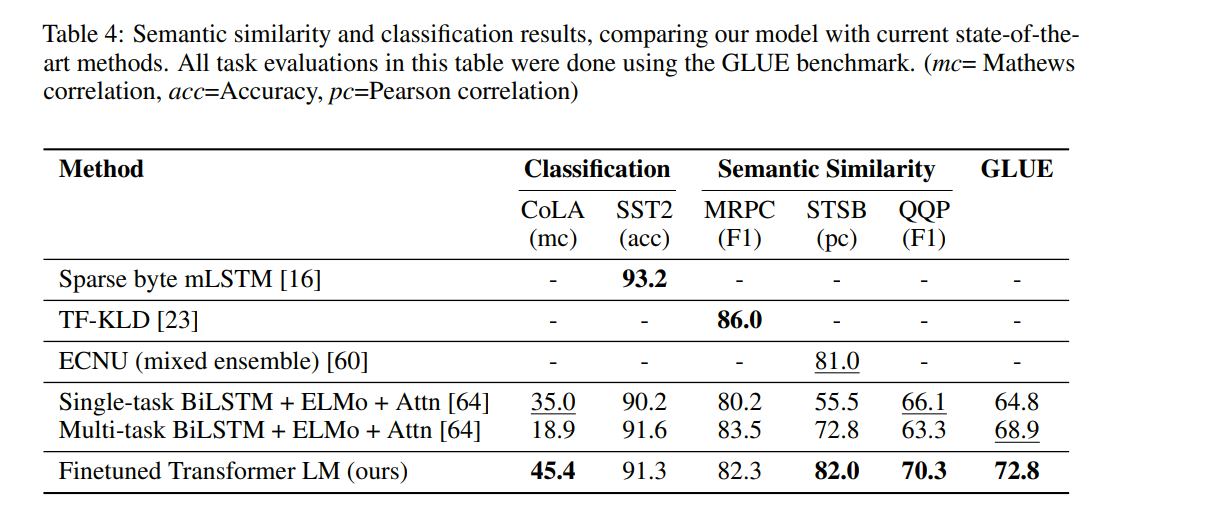 Table 4: Semantic similarity and classification results, comparing our model with current state-of-the-
art methods. All task evaluations in this table were done using the GLUE benchmark. (mc= Mathews
correlation, acc=Accuracy, pc=Pearson correlation)
Method Classification Semantic Similarity GLUE
CoLA SST2 MRPC STSB QQP
(mc) (acc) (F1) (pc) (F1)
Sparse byte mLSTM [16] - 93.2 - - - -
TF-KLD [23] - - 86.0 - - -
ECNU (mixed ensemble) [60] - - - 81.0 - -
Single-task BiLSTM + ELMo + Attn [64] 35.0 90.2 80.2 55.5 66.1 64.8
Multi-task BiLSTM + ELMo + Attn [64] 18.9 91.6 83.5 72.8 63.3 68.9
Finetuned Transformer LM (ours) 45.4 91.3 82.3 82.0 70.3 72.8